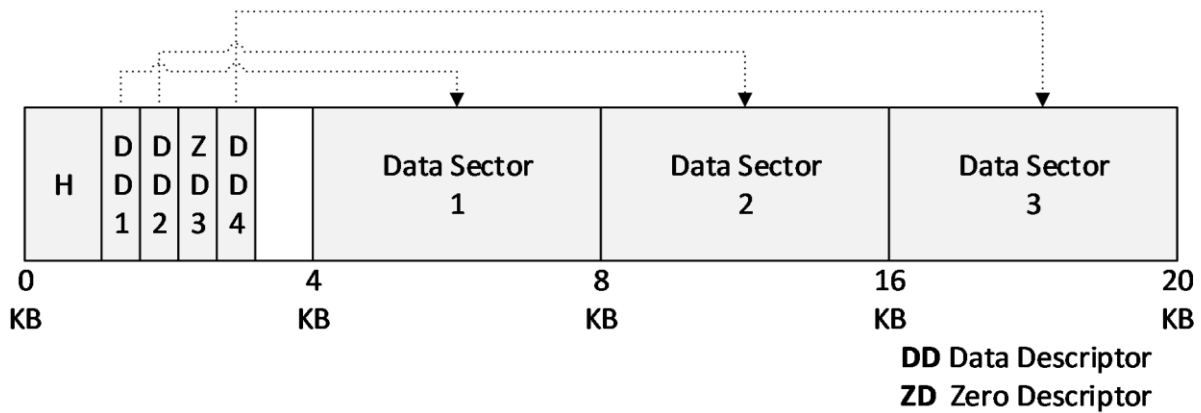 H
D D 1
D D 2
Z D 3
D D 4
Data Sector
1
Data Sector
2
Data Sector
3
0
KB
4
KB
8
KB
16
KB
20
KB
DD Data Descriptor
ZD Zero Descriptor